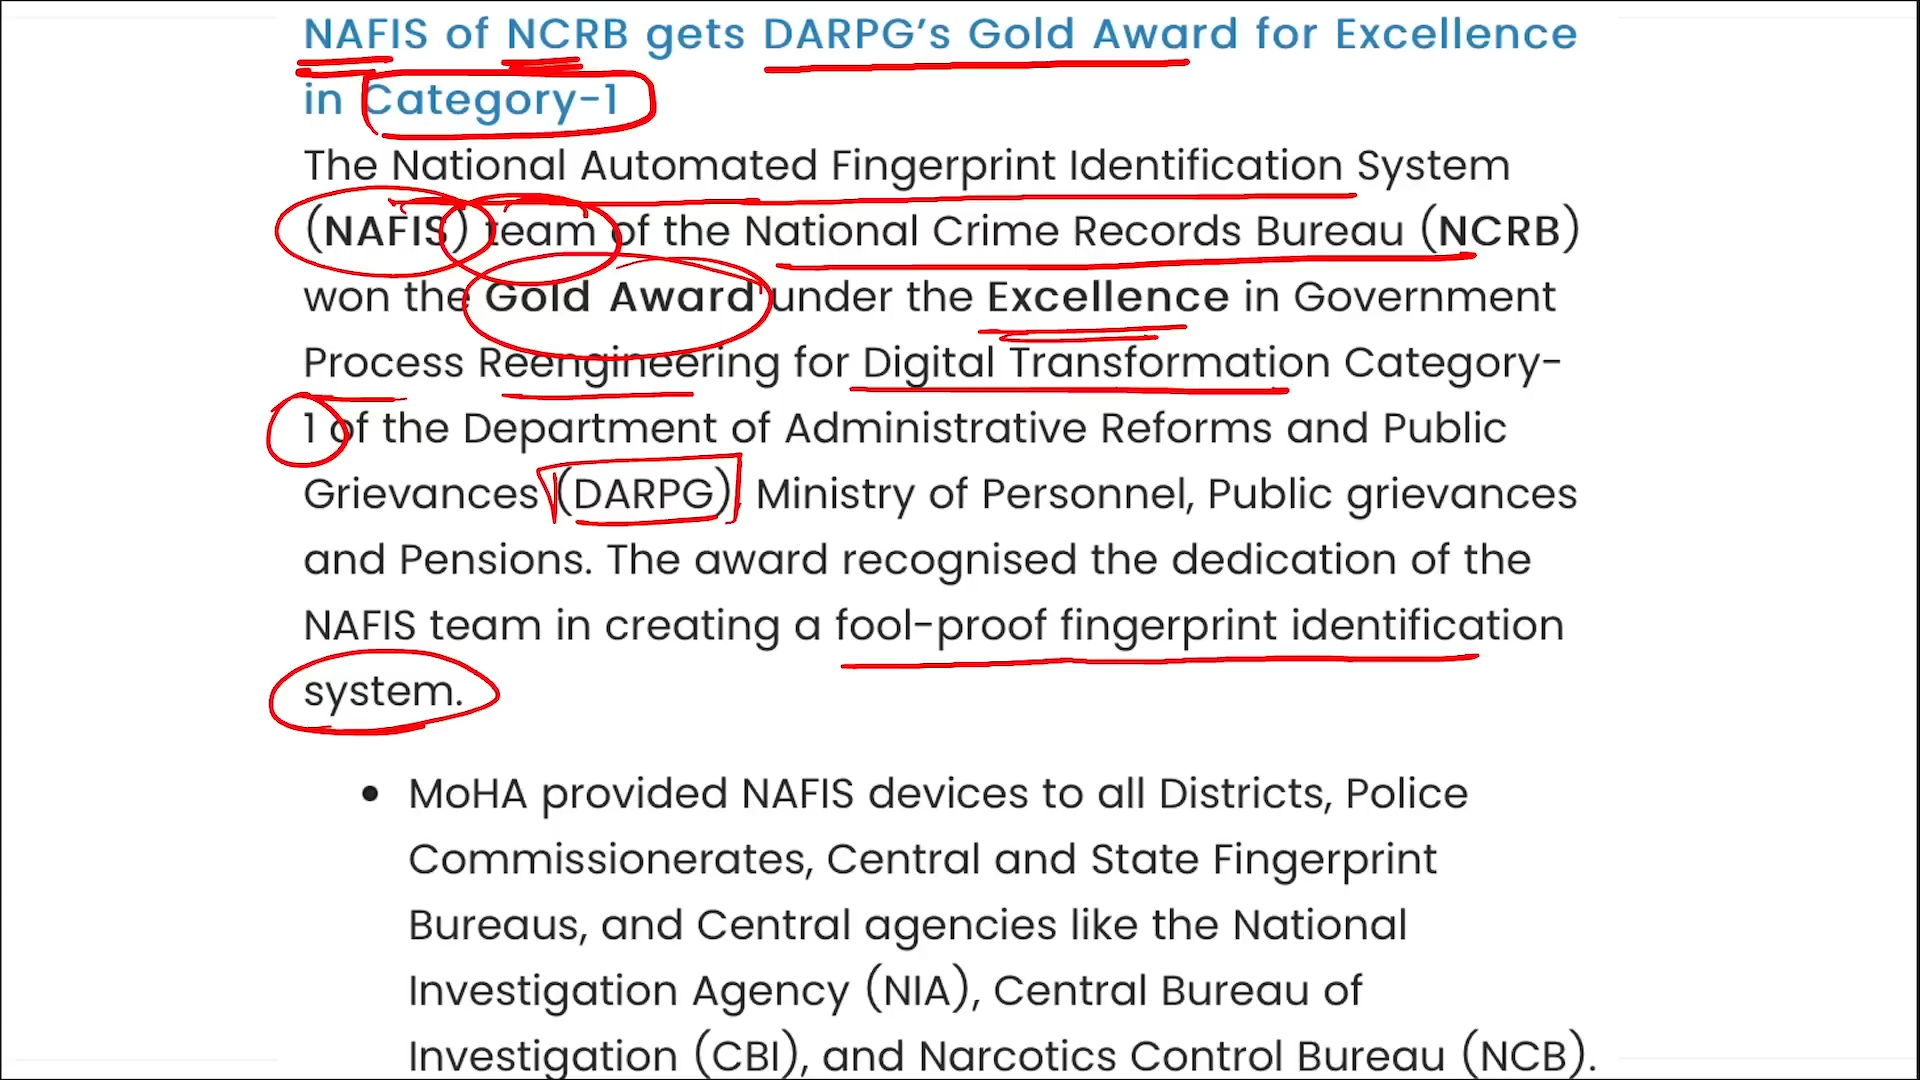 NAFIS of NCRB gets DARPG’s Gold Award for Excellence
in Category-1
The National Automated Fingerprint Identification System
(NAFIS) team of the National Crime Records Bureau (NCRB)
won the Gold Award under the Excellence in Government
Process Reengineering for Digital Transformation Category-
1 of the Department of Administrative Reforms and Public
Grievances (DARPG), Ministry of Personnel, Public grievances
and Pensions. The award recognised the dedication of the
NAFIS team in creating a fool-proof fingerprint identification
system.
• MoHA provided NAFIS devices to all Districts, Police
Commissionerates, Central and State Fingerprint
Bureaus, and Central agencies like the National
Investigation Agency (NIA), Central Bureau of
Investigation (CBI), and Narcotics Control Bureau (NCB).